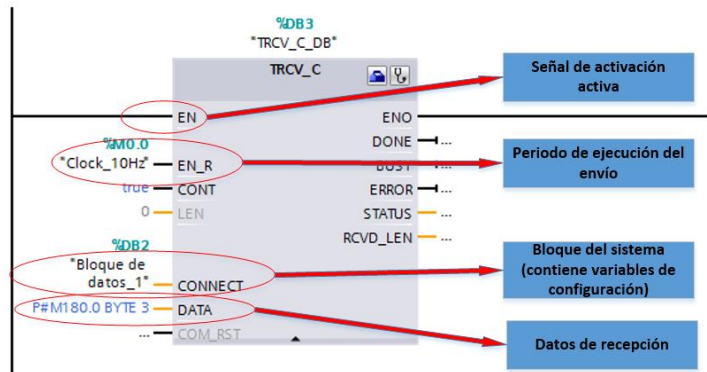 %DB3
"TRCV_C_DB"
TRCV_C
EN
ENO
%M0.0
"Clock_10Hz"
EN_R
true
CONT
0
LEN
%DB2
"Bloque de
datos_1"
CONNECT
P#M180.0 BYTE 3
DATA
...
COM_RST
DONE
...
BUSY
...
ERROR
...
STATUS
...
RCVD_LEN
...
Señal de activación
activa
Periodo de ejecución del
envío
Bloque del sistema
(contiene variables de
configuración)
Datos de recepción